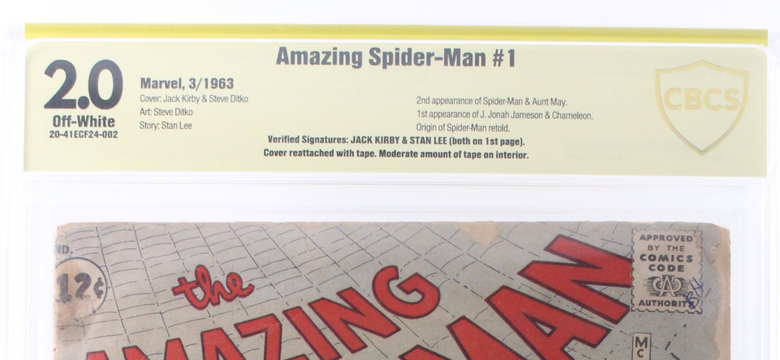 Amazing Spider-Man #1
2.0
Off-White
20-41ECF24-002
Marvel, 3/1963
Cover: Jack Kirby & Steve Ditko
Art: Steve Ditko
Story: Stan Lee
2nd appearance of Spider-Man & Aunt May.
1st appearance of J. Jonah Jameson & Chameleon.
Origin of Spider-Man retold.
Verified Signatures: JACK KIRBY & STAN LEE (both on 1st page).
Cover reattached with tape. Moderate amount of tape on interior.
CBCS
IND.
12¢
the
AMAZING
MAN
APPROVED
BY THE
COMICS
CODE
AUTHORITY
MC